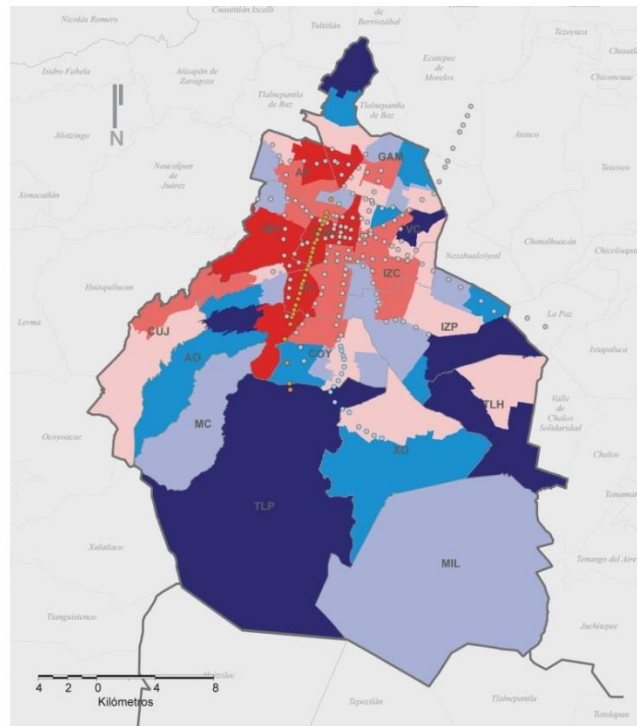 Nicolás Romero
Cuautitlán Izcalli
Tultitlán
Coacalco
de
Berriozábal
Tezoyuca
Isidro Fabela
Atizapán de
Zaragoza
Ecatepec
de
Morelos
Chiautla
Chiconcuac
Tlalnepantla
de Baz
Tlalnepantla
de Baz
N
Jilotzingo
Atenco
Naucalpan
de Juárez
GAM
Texcoco
Xonacatlán
VC
Chimalhuacán
Nezahualcóyotl
Chicoloapan
Huixquilucan
IZC
Lerma
CUJ
IZP
La Paz
AO
COY
Ixtapaluca
TLH
Valle
de
Chalco
Solidaridad
MC
Ocoyoacac
XO
Chalco
TLP
Xalatlaco
MIL
Tenango del Aire
Tianguistenco
Juchitepec
4 2 0 4 8
Kilómetros
Tepoztlán
Tlalnepantla
Totolapan